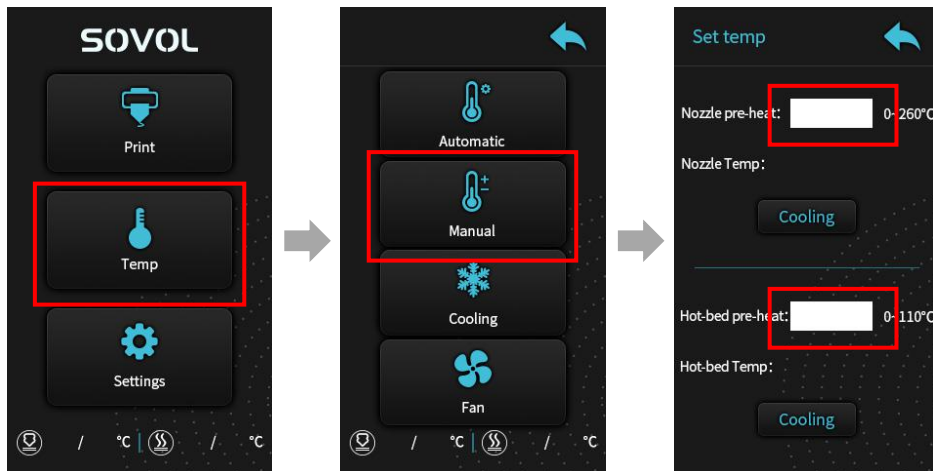 SOVOL
Print
Temp
Settings
/ °C | / °C
Automatic
Manual
Cooling
Fan
/ °C | / °C
Set temp
Nozzle pre-heat: 0~260°C
Nozzle Temp:
Cooling
Hot-bed pre-heat: 0~110°C
Hot-bed Temp:
Cooling